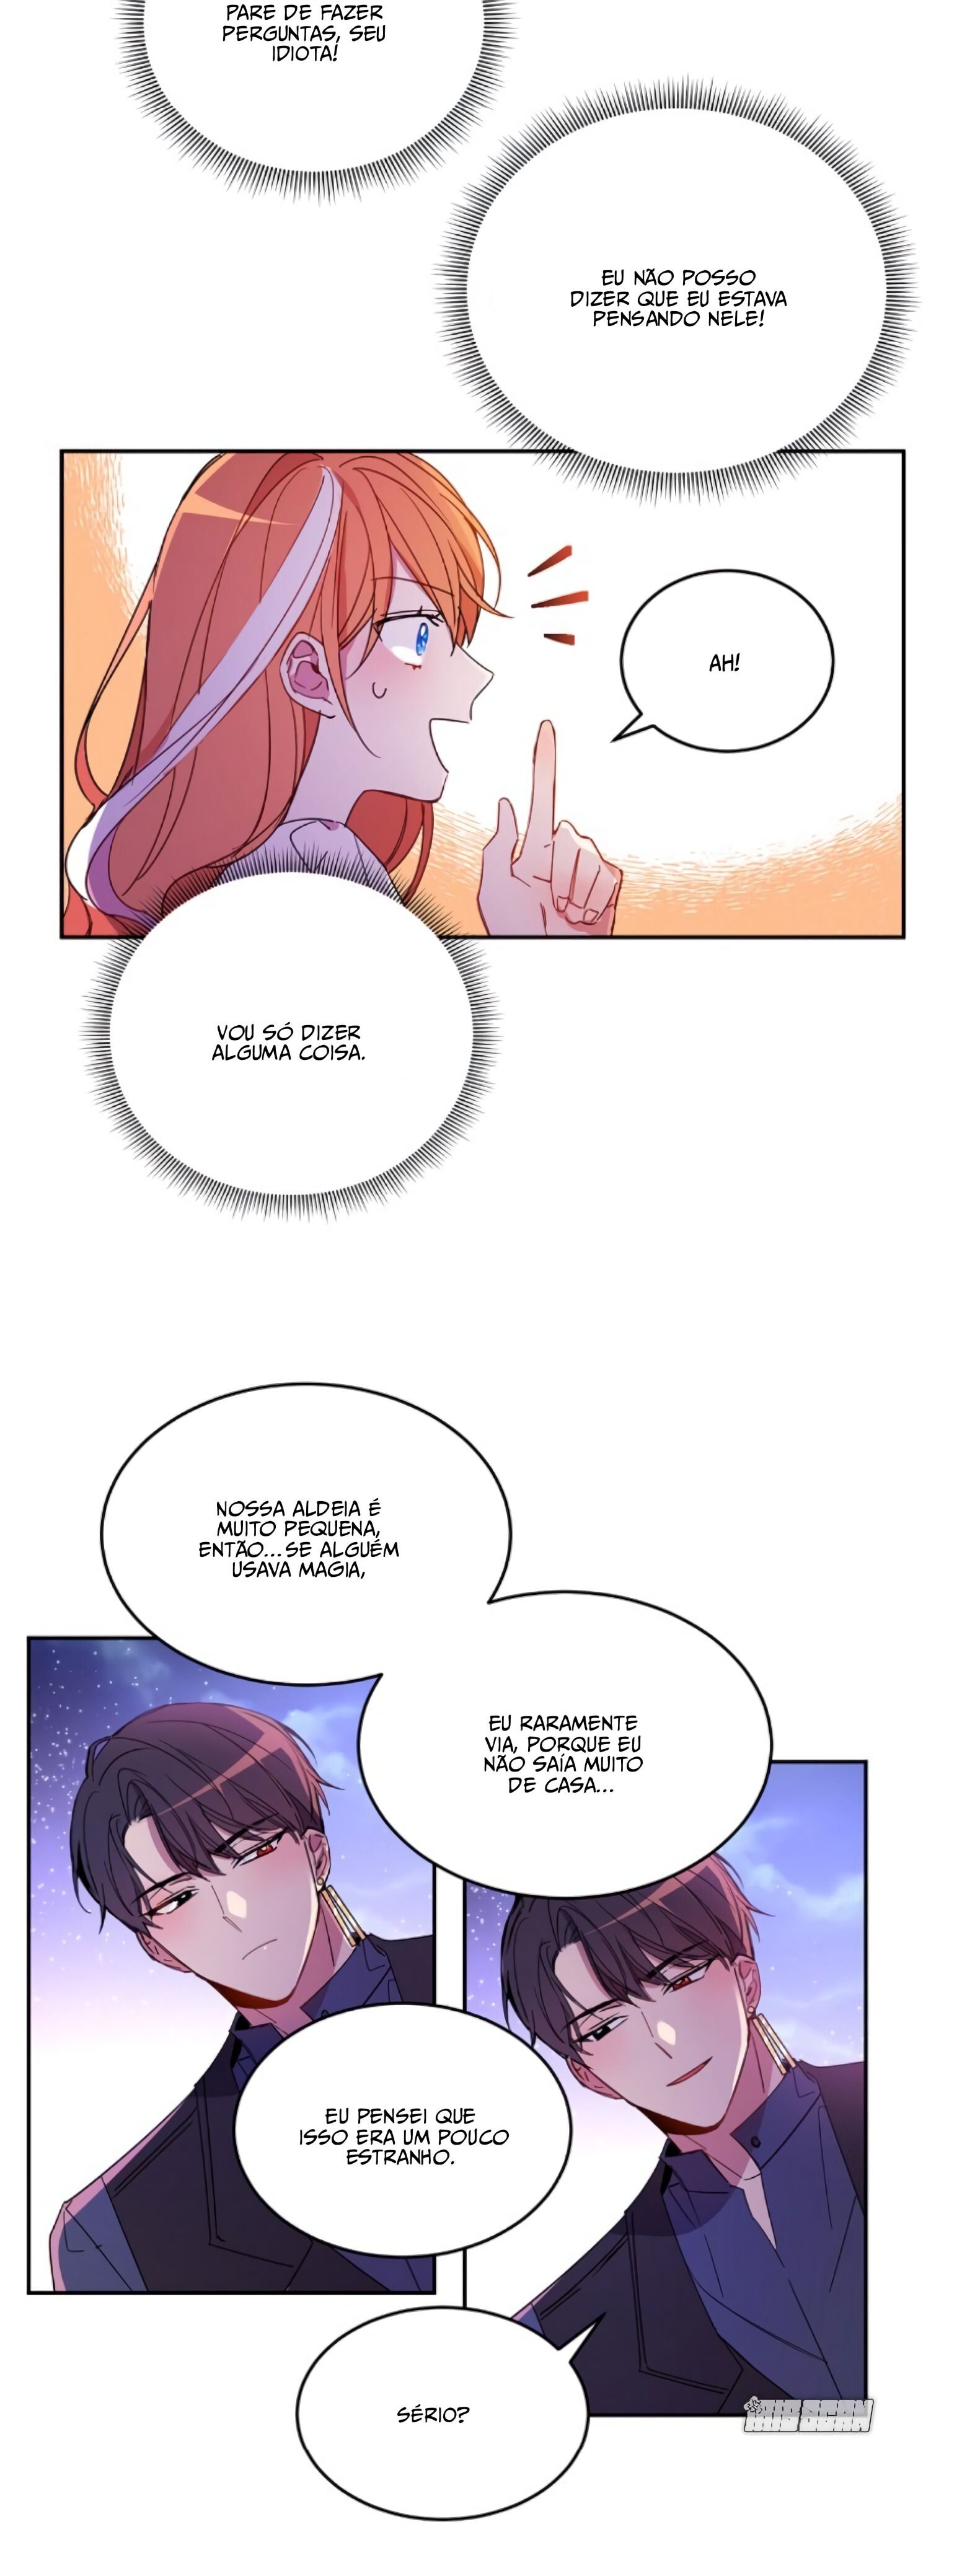 PARE DE FAZER
PERGUNTAS, SEU
IDIOTA!
EU NÃO POSSO
DIZER QUE EU ESTAVA
PENSANDO NELE!
AH!
VOU SÓ DIZER
ALGUMA COISA.
NOSSA ALDEIA É
MUITO PEQUENA,
ENTÃO...SE ALGUÉM
USAVA MAGIA,
EU RARAMENTE
VIA, PORQUE EU
NÃO SAÍA MUITO
DE CASA...
EU PENSEI QUE
ISSO ERA UM POUCO
ESTRANHO.
SÉRIO?